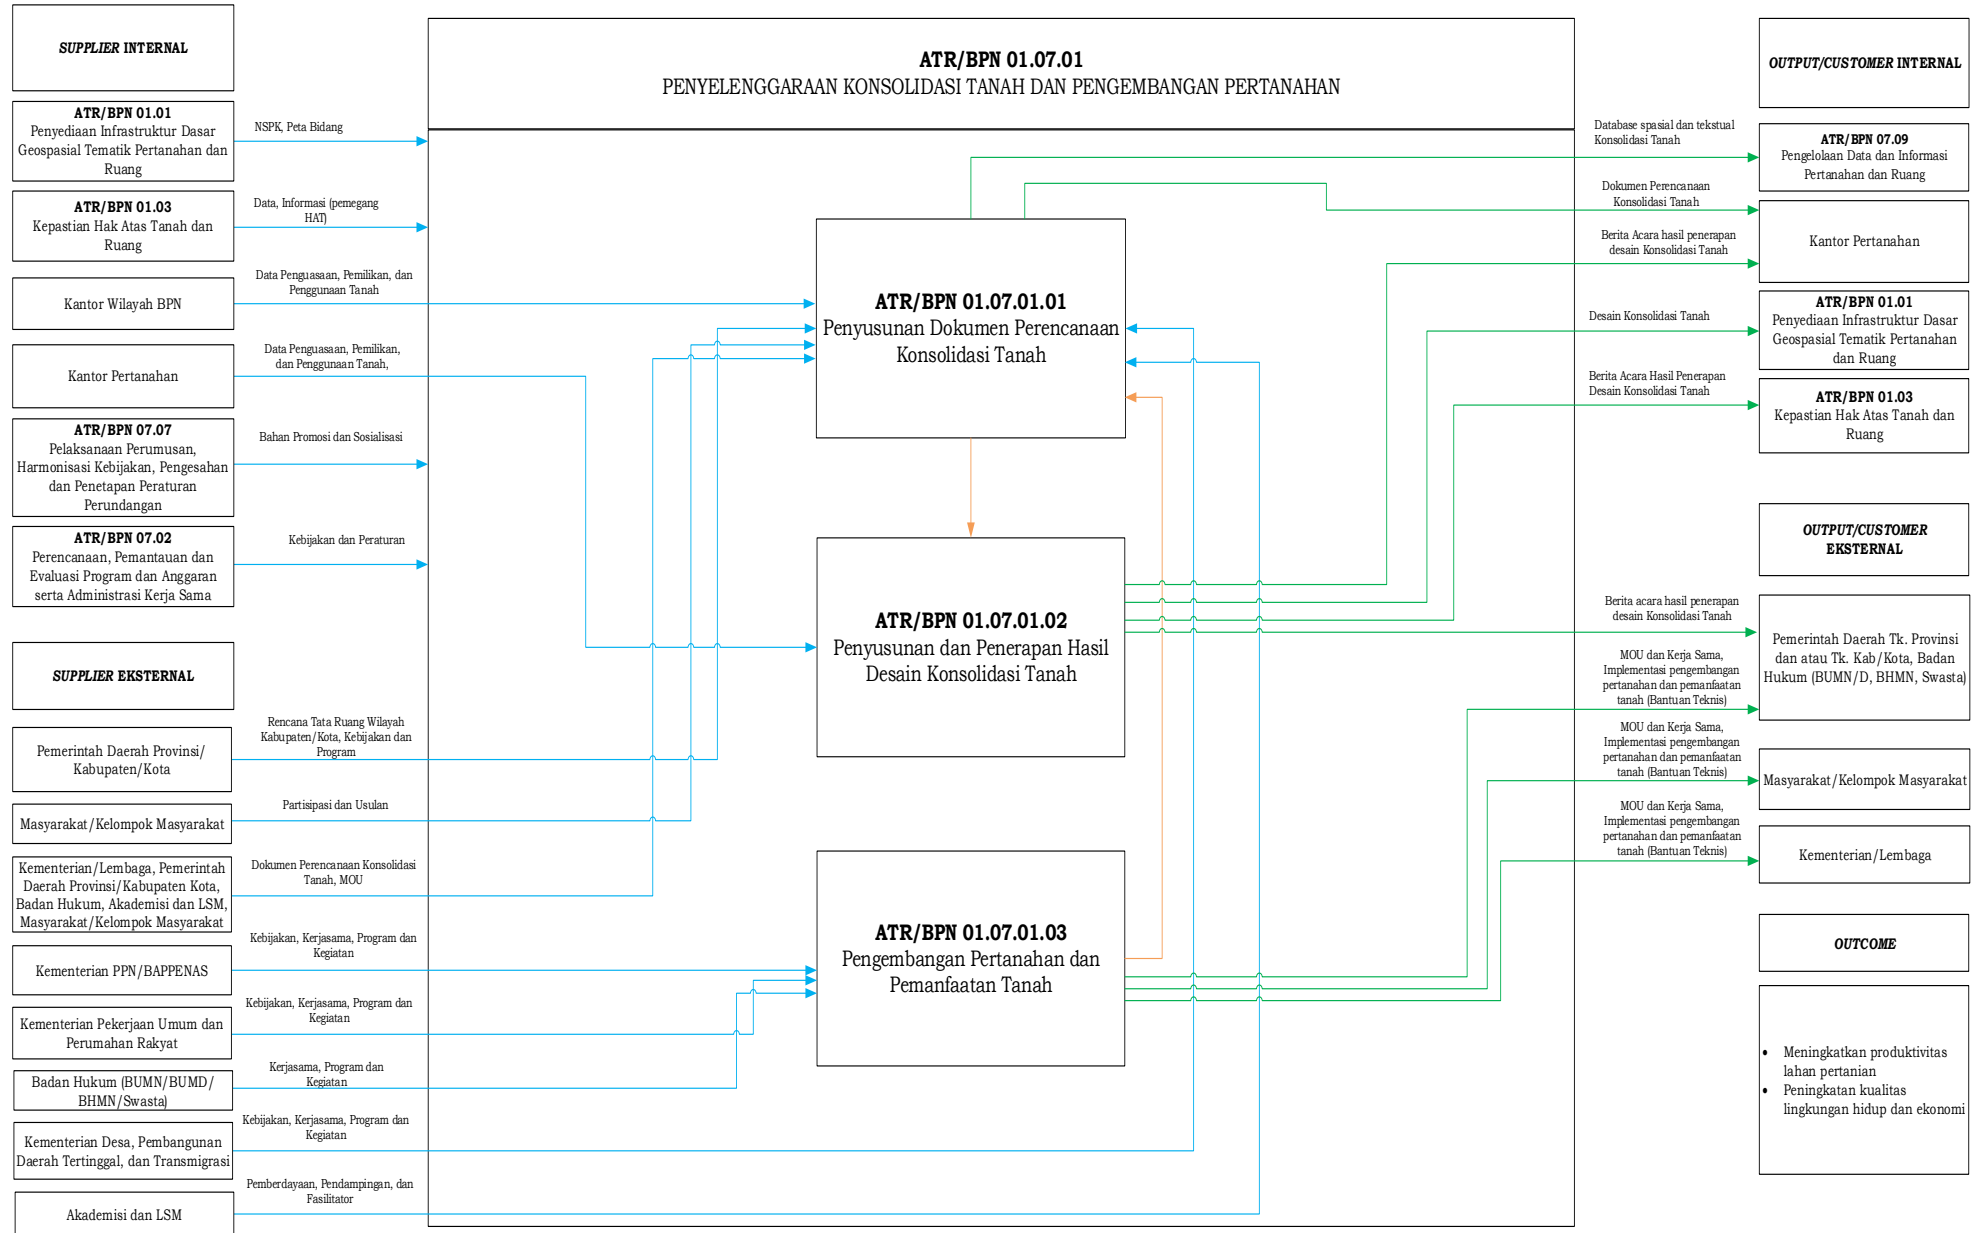 SUPPLIER INTERNAL
ATR/BPN 01.01
Penyediaan Infrastruktur Dasar
Geospasial Tematik Pertanahan dan
Ruang
NSPK, Peta Bidang
ATR/BPN 01.03
Kepastian Hak Atas Tanah dan
Ruang
Data, Informasi (pemegang
HAT)
Kantor Wilayah BPN
Data Penguasaan, Pemilikan, dan
Penggunaan Tanah
Kantor Pertanahan
Data Penguasaan, Pemilikan,
dan Penggunaan Tanah,
ATR/BPN 07.07
Pelaksanaan Perumusan,
Harmonisasi Kebijakan, Pengesahan
dan Penetapan Peraturan
Perundangan
Bahan Promosi dan Sosialisasi
ATR/BPN 07.02
Perencanaan, Pemantauan dan
Evaluasi Program dan Anggaran
serta Administrasi Kerja Sama
Kebijakan dan Peraturan
SUPPLIER EKSTERNAL
Pemerintah Daerah Provinsi/
Kabupaten/Kota
Rencana Tata Ruang Wilayah
Kabupaten/Kota, Kebijakan dan
Program
Masyarakat/Kelompok Masyarakat
Partisipasi dan Usulan
Kementerian/Lembaga, Pemerintah
Daerah Provinsi/Kabupaten Kota,
Badan Hukum, Akademisi dan LSM,
Masyarakat/Kelompok Masyarakat
Dokumen Perencanaan Konsolidasi
Tanah, MOU
Kementerian PPN/BAPPENAS
Kebijakan, Kerjasama, Program dan
Kegiatan
Kementerian Pekerjaan Umum dan
Perumahan Rakyat
Kebijakan, Kerjasama, Program dan
Kegiatan
Badan Hukum (BUMN/BUMD/
BHMN/Swasta)
Kerjasama, Program dan
Kegiatan
Kementerian Desa, Pembangunan
Daerah Tertinggal, dan Transmigrasi
Kebijakan, Kerjasama, Program dan
Kegiatan
Akademisi dan LSM
Pemberdayaan, Pendampingan, dan
Fasilitator
ATR/BPN 01.07.01
PENYELENGGARAAN KONSOLIDASI TANAH DAN PENGEMBANGAN PERTANAHAN
ATR/BPN 01.07.01.01
Penyusunan Dokumen Perencanaan
Konsolidasi Tanah
ATR/BPN 01.07.01.02
Penyusunan dan Penerapan Hasil
Desain Konsolidasi Tanah
ATR/BPN 01.07.01.03
Pengembangan Pertanahan dan
Pemanfaatan Tanah
OUTPUT/CUSTOMER INTERNAL
Database spasial dan tekstual
Konsolidasi Tanah
ATR/BPN 07.09
Pengelolaan Data dan Informasi
Pertanahan dan Ruang
Dokumen Perencanaan
Konsolidasi Tanah
Berita Acara hasil penerapan
desain Konsolidasi Tanah
Kantor Pertanahan
Desain Konsolidasi Tanah
ATR/BPN 01.01
Penyediaan Infrastruktur Dasar
Geospasial Tematik Pertanahan
dan Ruang
Berita Acara Hasil Penerapan
Desain Konsolidasi Tanah
ATR/BPN 01.03
Kepastian Hak Atas Tanah dan
Ruang
OUTPUT/CUSTOMER
EKSTERNAL
Berita acara hasil penerapan
desain Konsolidasi Tanah
MOU dan Kerja Sama,
Implementasi pengembangan
pertanahan dan pemanfaatan
tanah (Bantuan Teknis)
Pemerintah Daerah Tk. Provinsi
dan atau Tk. Kab/Kota, Badan
Hukum (BUMN/D, BHMN, Swasta)
MOU dan Kerja Sama,
Implementasi pengembangan
pertanahan dan pemanfaatan
tanah (Bantuan Teknis)
Masyarakat/Kelompok Masyarakat
MOU dan Kerja Sama,
Implementasi pengembangan
pertanahan dan pemanfaatan
tanah (Bantuan Teknis)
Kementerian/Lembaga
OUTCOME
• Meningkatkan produktivitas
lahan pertanian
• Peningkatan kualitas
lingkungan hidup dan ekonomi